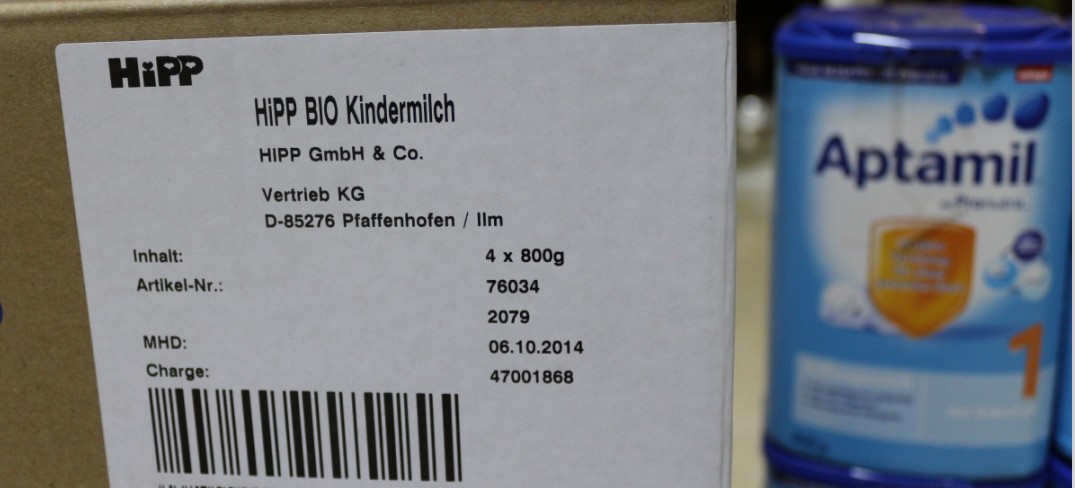 HiPP
HiPP BIO Kindermilch
HIPP GmbH & Co.
Vertrieb KG
D-85276 Pfaffenhofen / Ilm
Inhalt: 4 x 800g
Artikel-Nr.: 76034
2079
MHD: 06.10.2014
Charge: 47001868
Aptamil
1